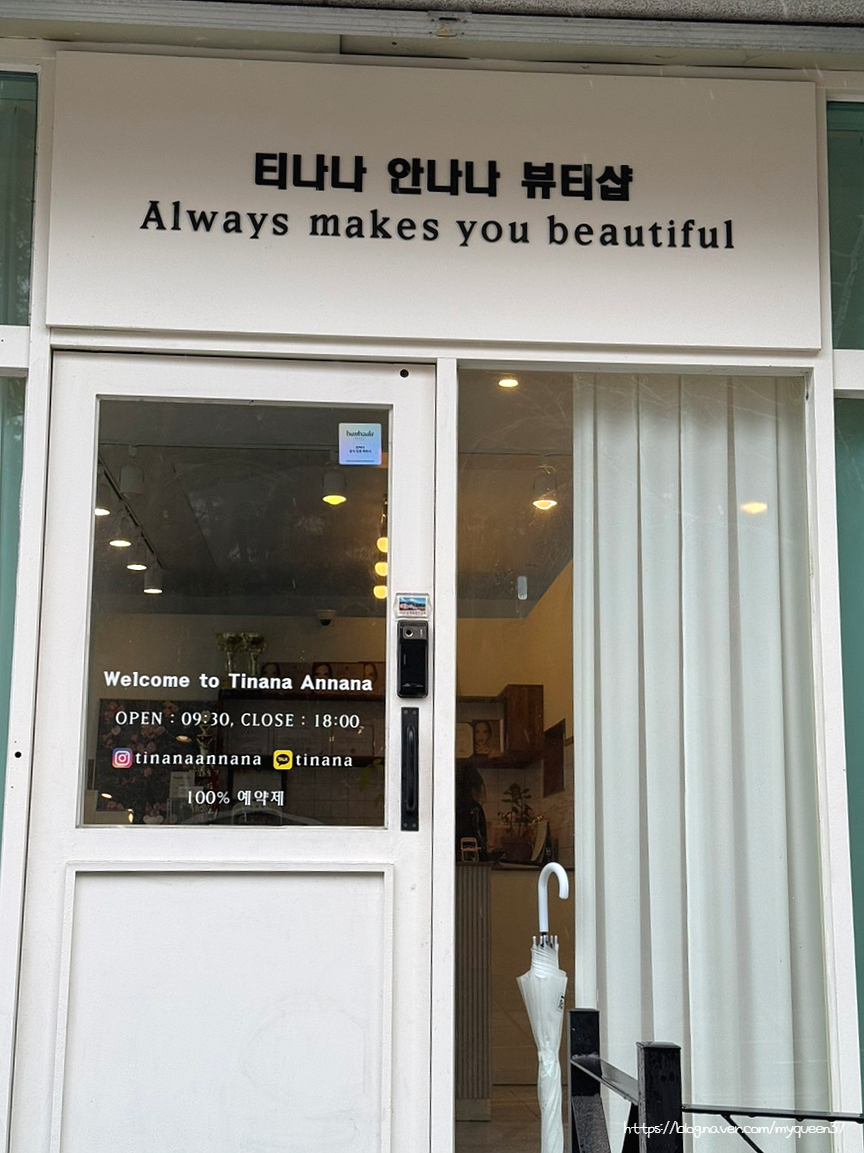 티나나 안나나 뷰티샵
Always makes you beautiful
Welcome to Tinana Annana
OPEN : 09:30, CLOSE : 18:00
tinanaannana TALK tinana
100% 예약제
https://blog.naver.com/myqueen37